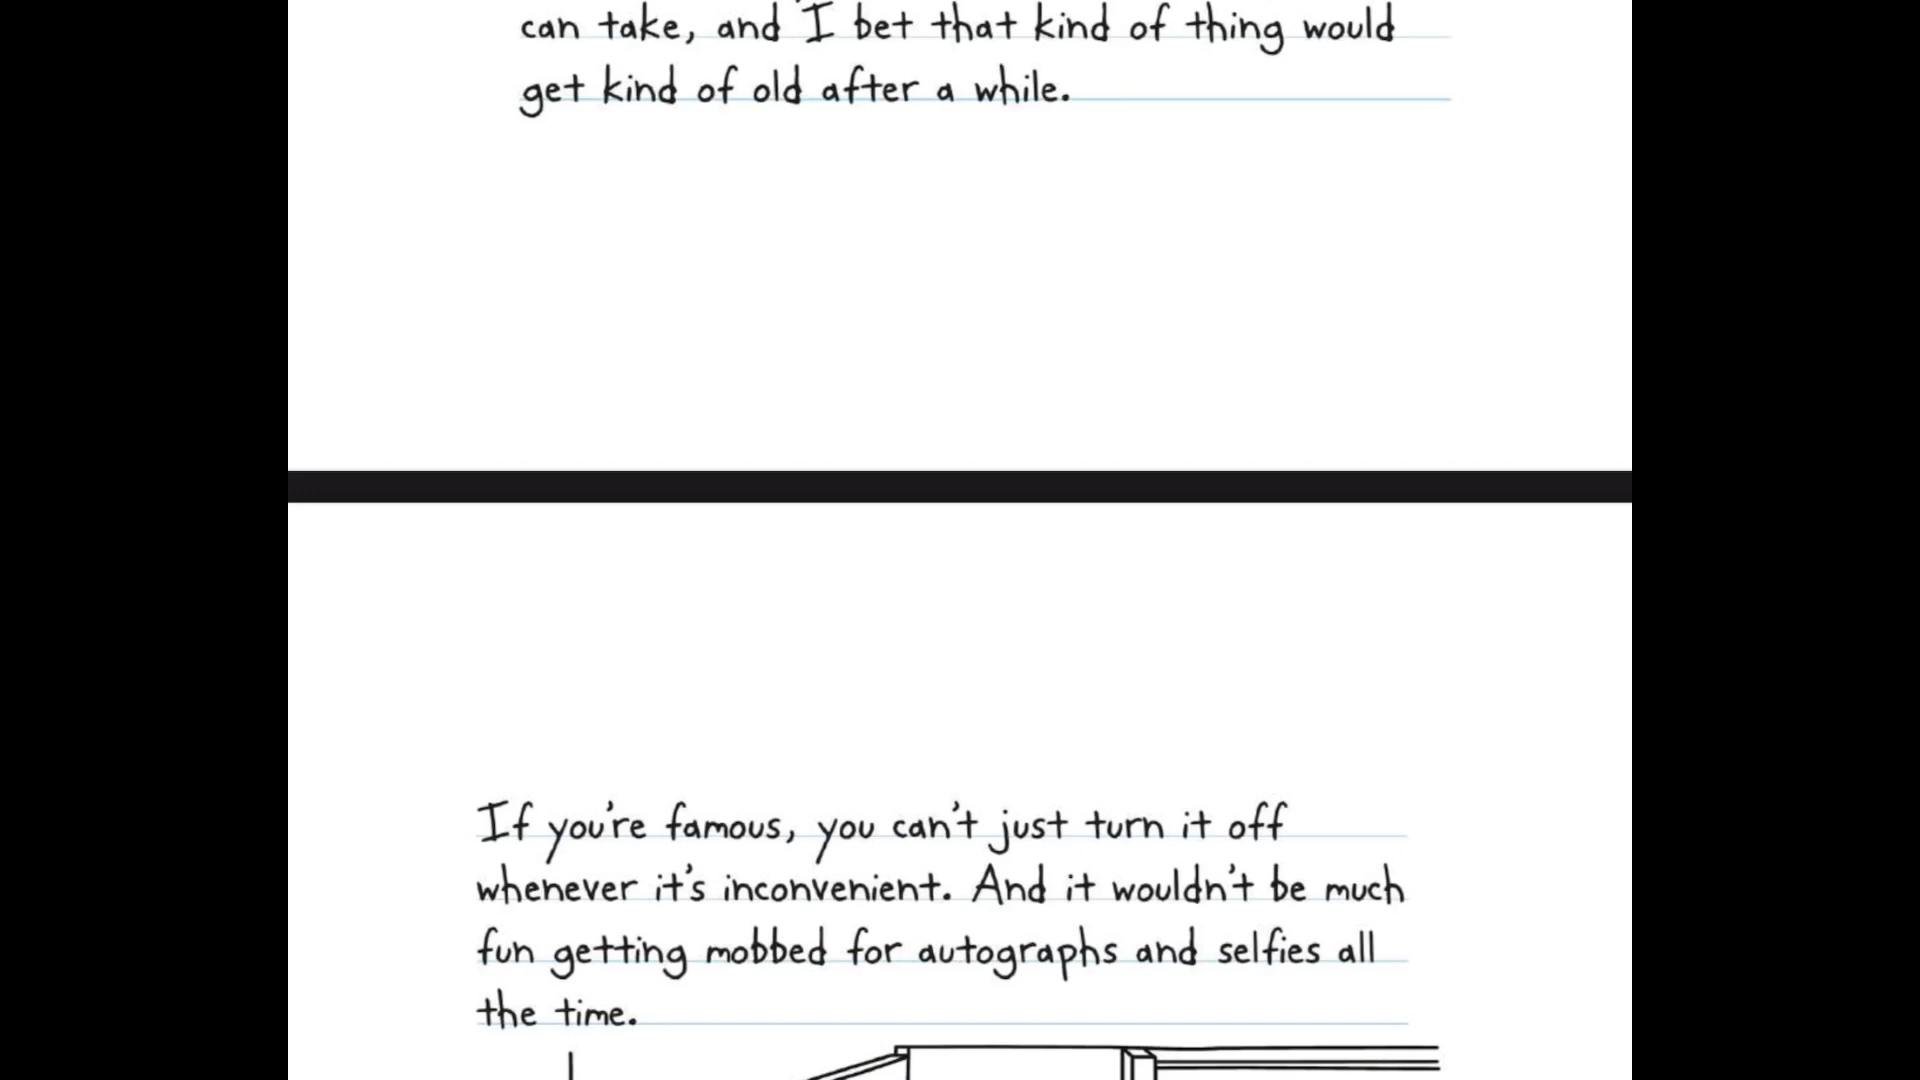 can take, and I bet that kind of thing would
get kind of old after a while.
If you're famous, you can't just turn it off
whenever it's inconvenient. And it wouldn't be much
fun getting mobbed for autographs and selfies all
the time.